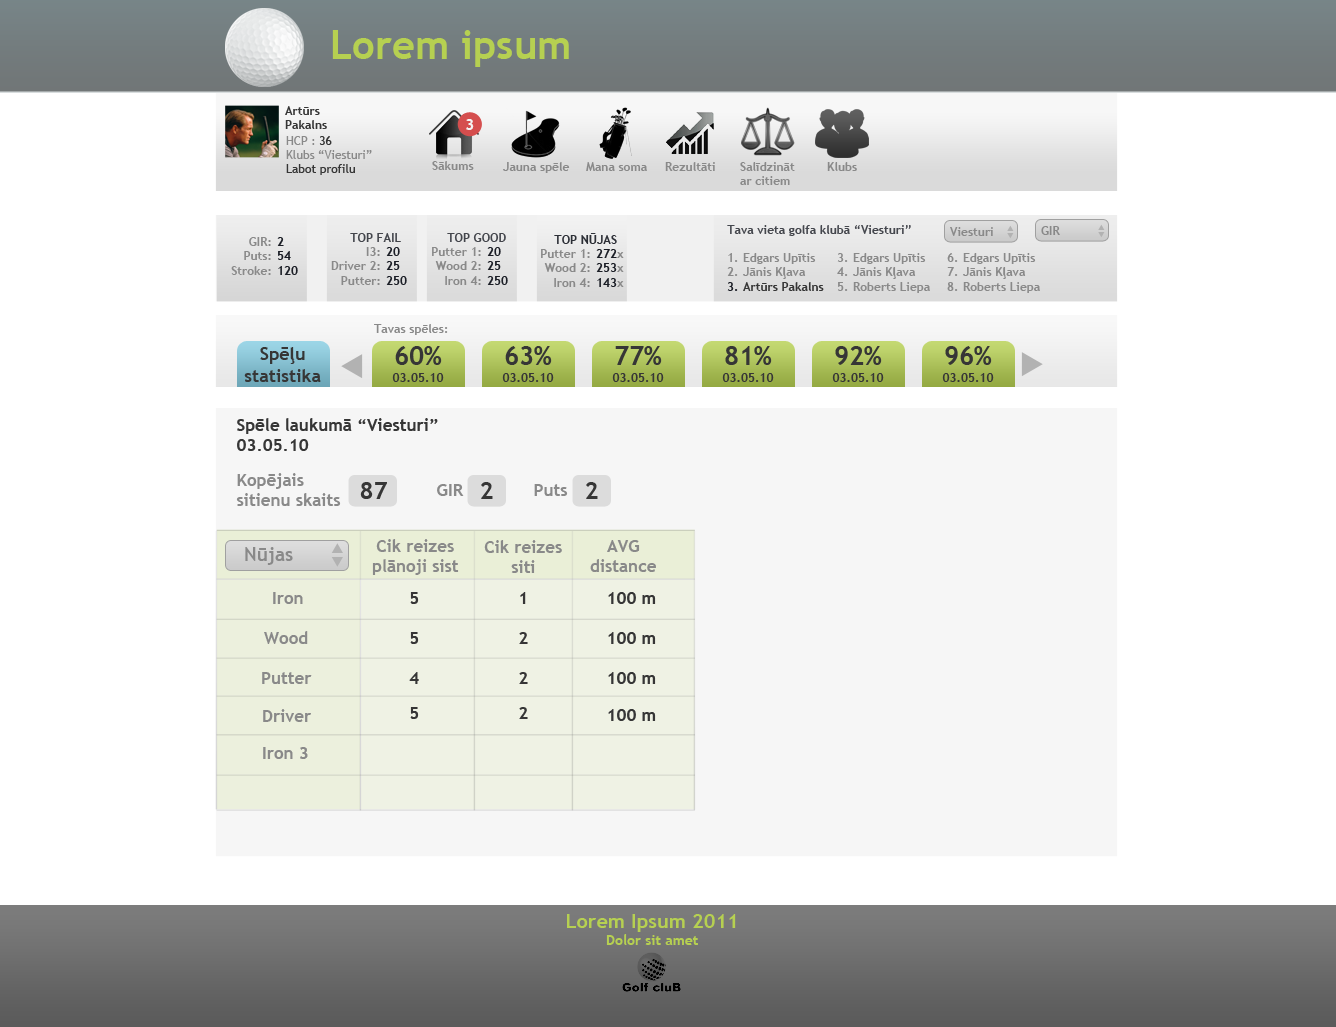 Lorem ipsum
Artūrs
Pakalns
HCP : 36
Klubs “Viesturi”
Labot profilu
3
Sākums
Jauna spēle
Mana soma
Rezultāti
Salīdzināt
ar citiem
Klubs
GIR: 2
Puts: 54
Stroke: 120
TOP FAIL
I3: 20
Driver 2: 25
Putter: 250
TOP GOOD
Putter 1: 20
Wood 2: 25
Iron 4: 250
TOP NŪJAS
Putter 1: 272x
Wood 2: 253x
Iron 4: 143x
Tava vieta golfa klubā “Viesturi”
Viesturi
GIR
1. Edgars Upītis
2. Jānis Kļava
3. Artūrs Pakalns
3. Edgars Upītis
4. Jānis Kļava
5. Roberts Liepa
6. Edgars Upītis
7. Jānis Kļava
8. Roberts Liepa
Tavas spēles:
Spēļu
statistika
60%
03.05.10
63%
03.05.10
77%
03.05.10
81%
03.05.10
92%
03.05.10
96%
03.05.10
Spēle laukumā “Viesturi”
03.05.10
Kopējais
sitienu skaits 87
GIR 2
Puts 2
Nūjas
Cik reizes
plānoji sist
Cik reizes
siti
AVG
distance
Iron 5 1 100 m
Wood 5 2 100 m
Putter 4 2 100 m
Driver 5 2 100 m
Iron 3
Lorem Ipsum 2011
Dolor sit amet
Golf cluB